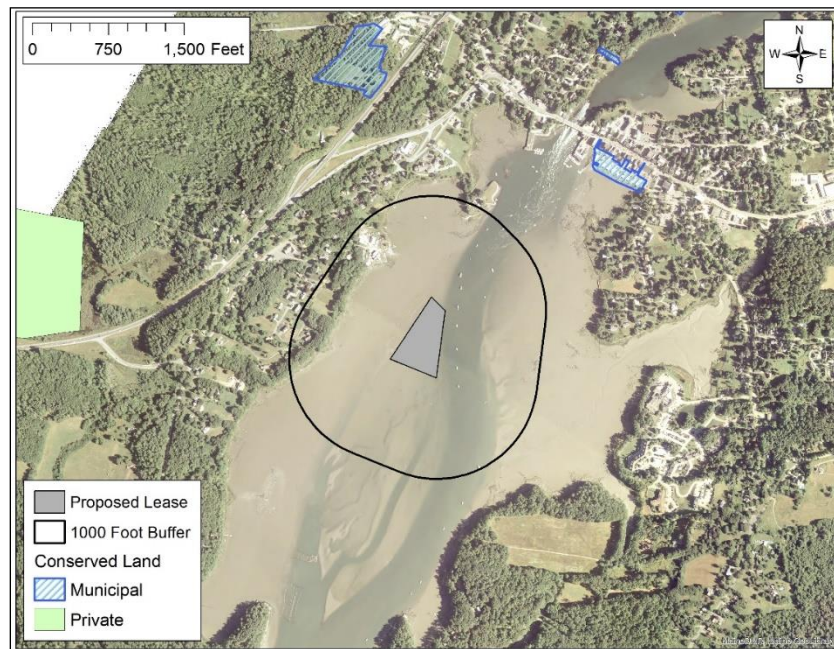 0 750 1,500 Feet
N
W E
S
Proposed Lease
1000 Foot Buffer
Conserved Land
Municipal
Private